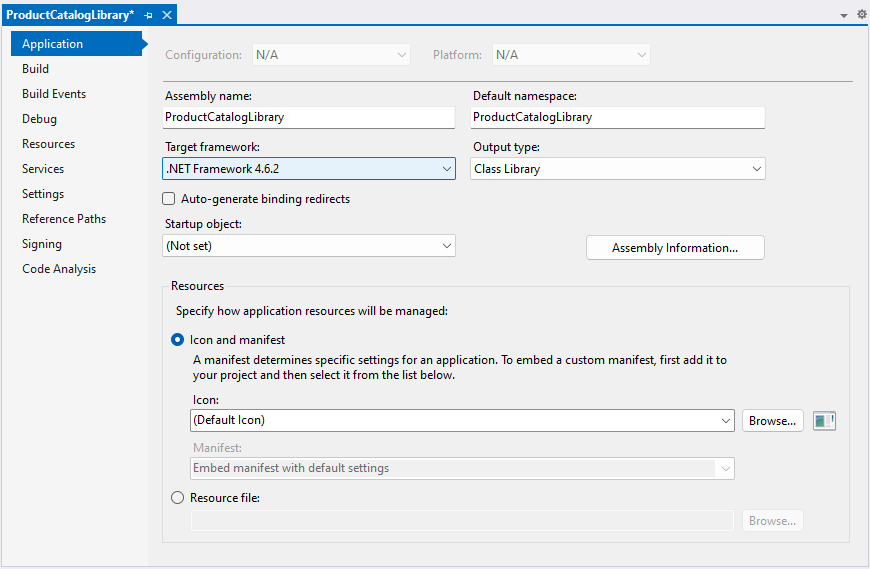 ProductCatalogLibrary*
Application
Build
Build Events
Debug
Resources
Services
Settings
Reference Paths
Signing
Code Analysis
Configuration: N/A Platform: N/A
Assembly name: Default namespace:
ProductCatalogLibrary ProductCatalogLibrary
Target framework: Output type:
.NET Framework 4.6.2 Class Library
Auto-generate binding redirects
Startup object:
(Not set) Assembly Information...
Resources
Specify how application resources will be managed:
Icon and manifest
A manifest determines specific settings for an application. To embed a custom manifest, first add it to
your project and then select it from the list below.
Icon:
(Default Icon) Browse...
Manifest:
Embed manifest with default settings
Resource file:
Browse...